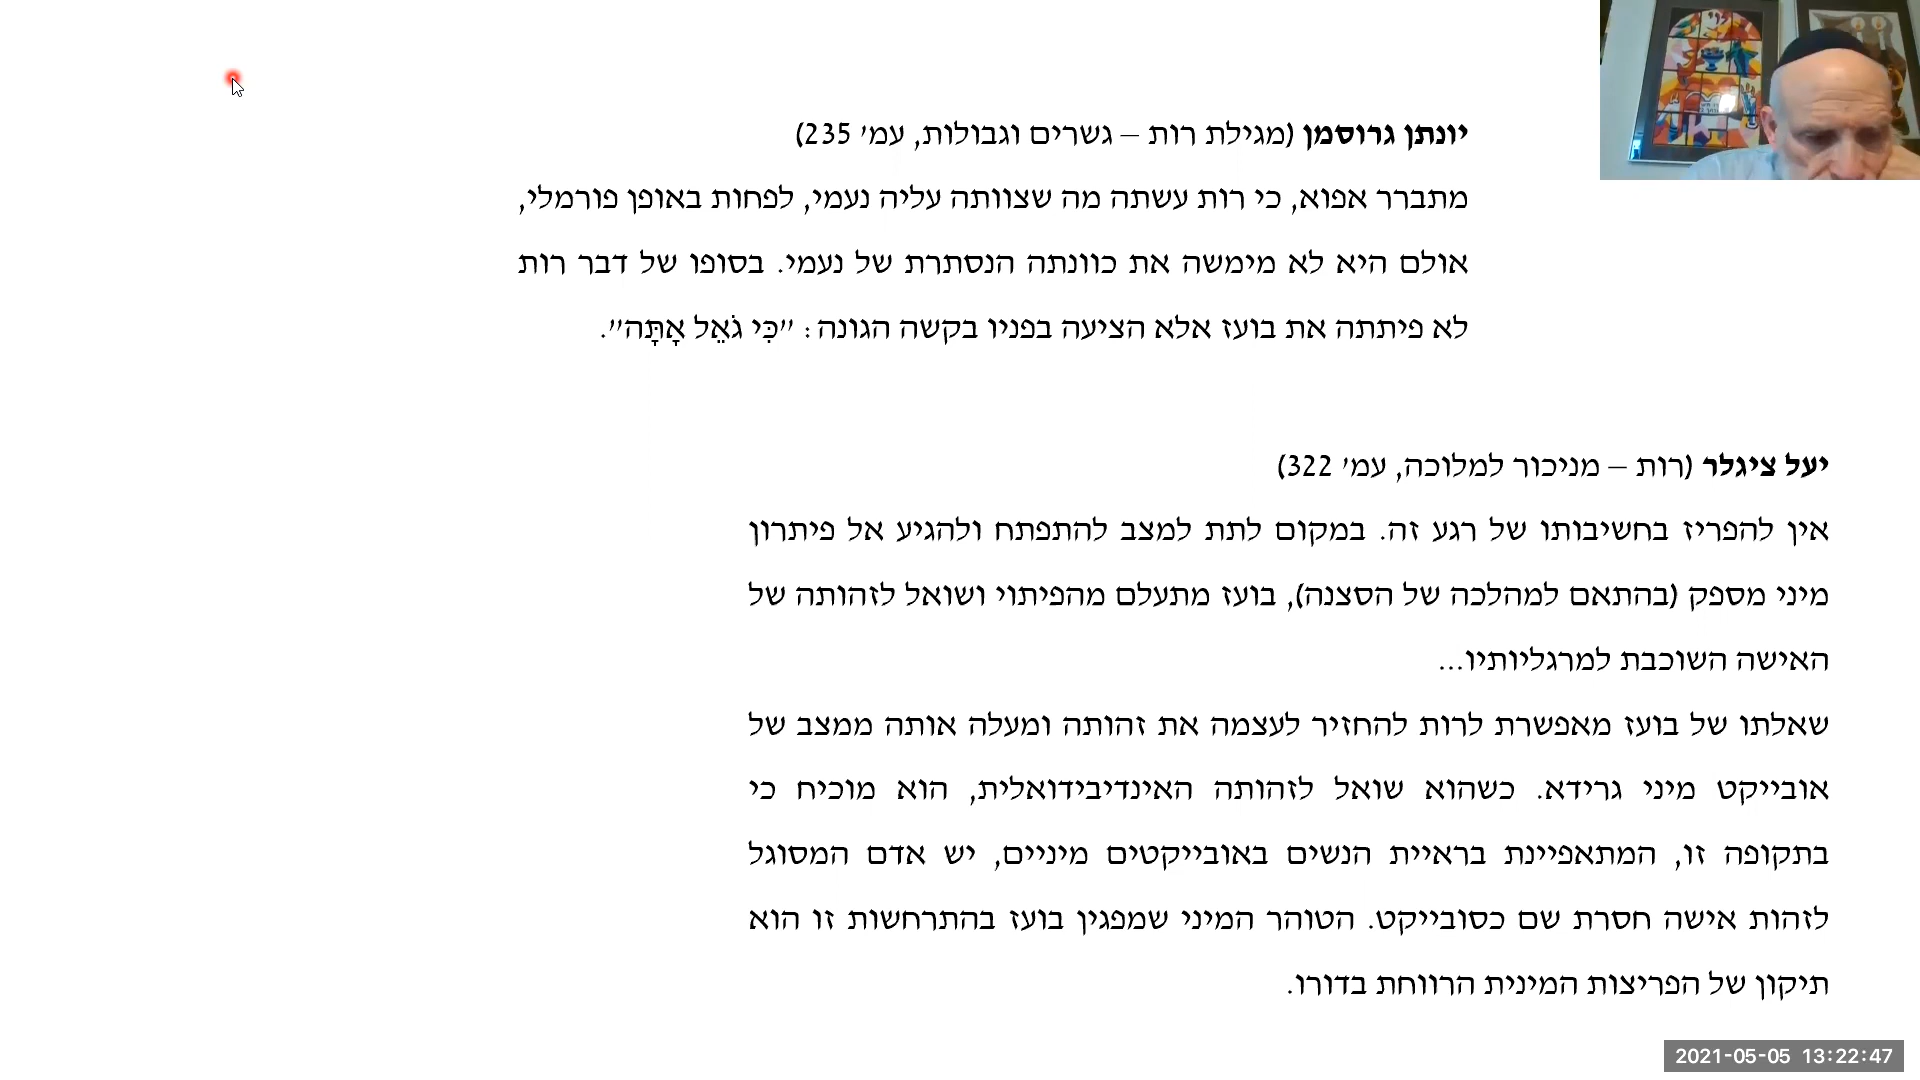 יונתן גרוסמן (מגילת רות – גשרים וגבולות, עמ' 235)
מתברר אפוא, כי רות עשתה מה שצוותה עליה נעמי, לפחות באופן פורמלי,
אולם היא לא מימשה את כוונתה הנסתרת של נעמי. בסופו של דבר רות
לא פיתתה את בועז אלא הציעה בפניו בקשה הגונה: "כִּי גֹאֵל אָתָּה".
יעל ציגלר (רות – מניכור למלוכה, עמ' 322)
אין להפריז בחשיבותו של רגע זה. במקום לתת למצב להתפתח ולהגיע אל פיתרון
מיני מספק (בהתאם למהלכה של הסצנה), בועז מתעלם מהפיתוי ושואל לזהותה של
האישה השוכבת למרגליותיו...
שאלתו של בועז מאפשרת לרות להחזיר לעצמה את זהותה ומעלה אותה ממצב של
אובייקט מיני גרידא. כשהוא שואל לזהותה האינדיבידואלית, הוא מוכיח כי
בתקופה זו, המתאפיינת בראיית הנשים באובייקטים מיניים, יש אדם המסוגל
לזהות אישה חסרת שם כסובייקט. הטוהר המיני שמפגין בועז בהתרחשות זו הוא
תיקון של הפריצות המינית הרווחת בדורו.
2021-05-05 13:22:47